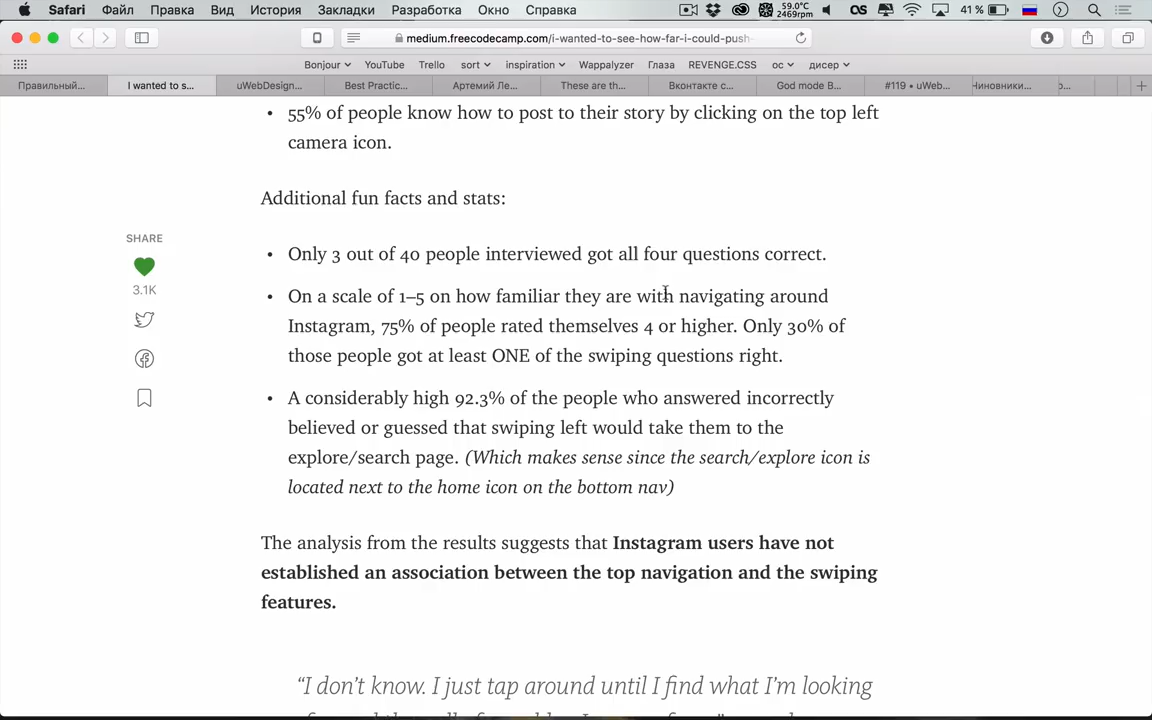 Safari Файл Правка Вид История Закладки Разработка Окно Справка 59.0°C 2469rpm 41 %
medium.freecodecamp.com/i-wanted-to-see-how-far-i-could-push-
Bonjour YouTube Trello sort inspiration Wappalyzer Глаза REVENGE.CSS ос дисер
Правильный... I wanted to s... uWebDesign... Best Practic... Артемий Ле... These are th... Вконтакте с... God mode B... #119 • uWeb... Чиновники...
55% of people know how to post to their story by clicking on the top left
camera icon.
Additional fun facts and stats:
SHARE
3.1K
• Only 3 out of 40 people interviewed got all four questions correct.
• On a scale of 1–5 on how familiar they are with navigating around
Instagram, 75% of people rated themselves 4 or higher. Only 30% of
those people got at least ONE of the swiping questions right.
• A considerably high 92.3% of the people who answered incorrectly
believed or guessed that swiping left would take them to the
explore/search page. (Which makes sense since the search/explore icon is
located next to the home icon on the bottom nav)
The analysis from the results suggests that Instagram users have not
established an association between the top navigation and the swiping
features.
“I don’t know. I just tap around until I find what I’m looking